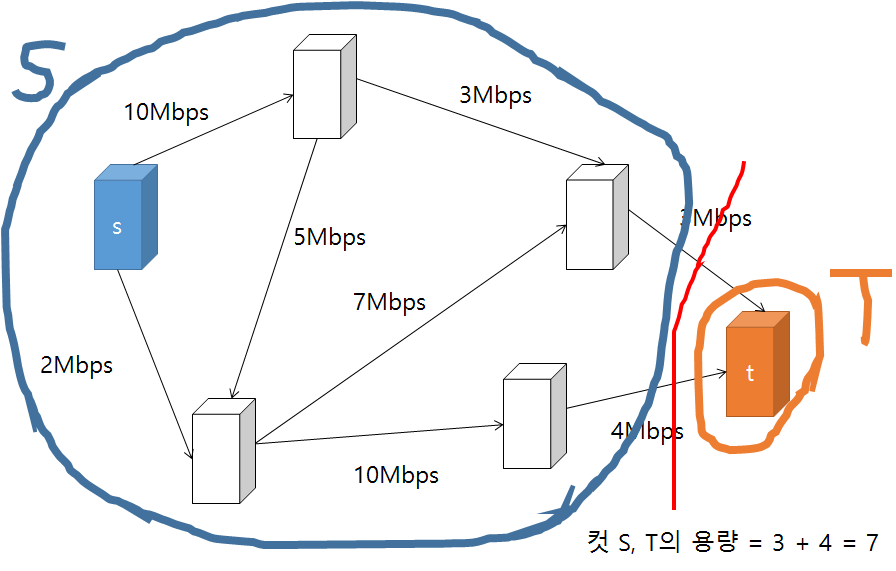 S
10Mbps
3Mbps
s
5Mbps
3Mbps
T
7Mbps
2Mbps
t
4Mbps
10Mbps
컷 S, T의 용량 = 3 + 4 = 7